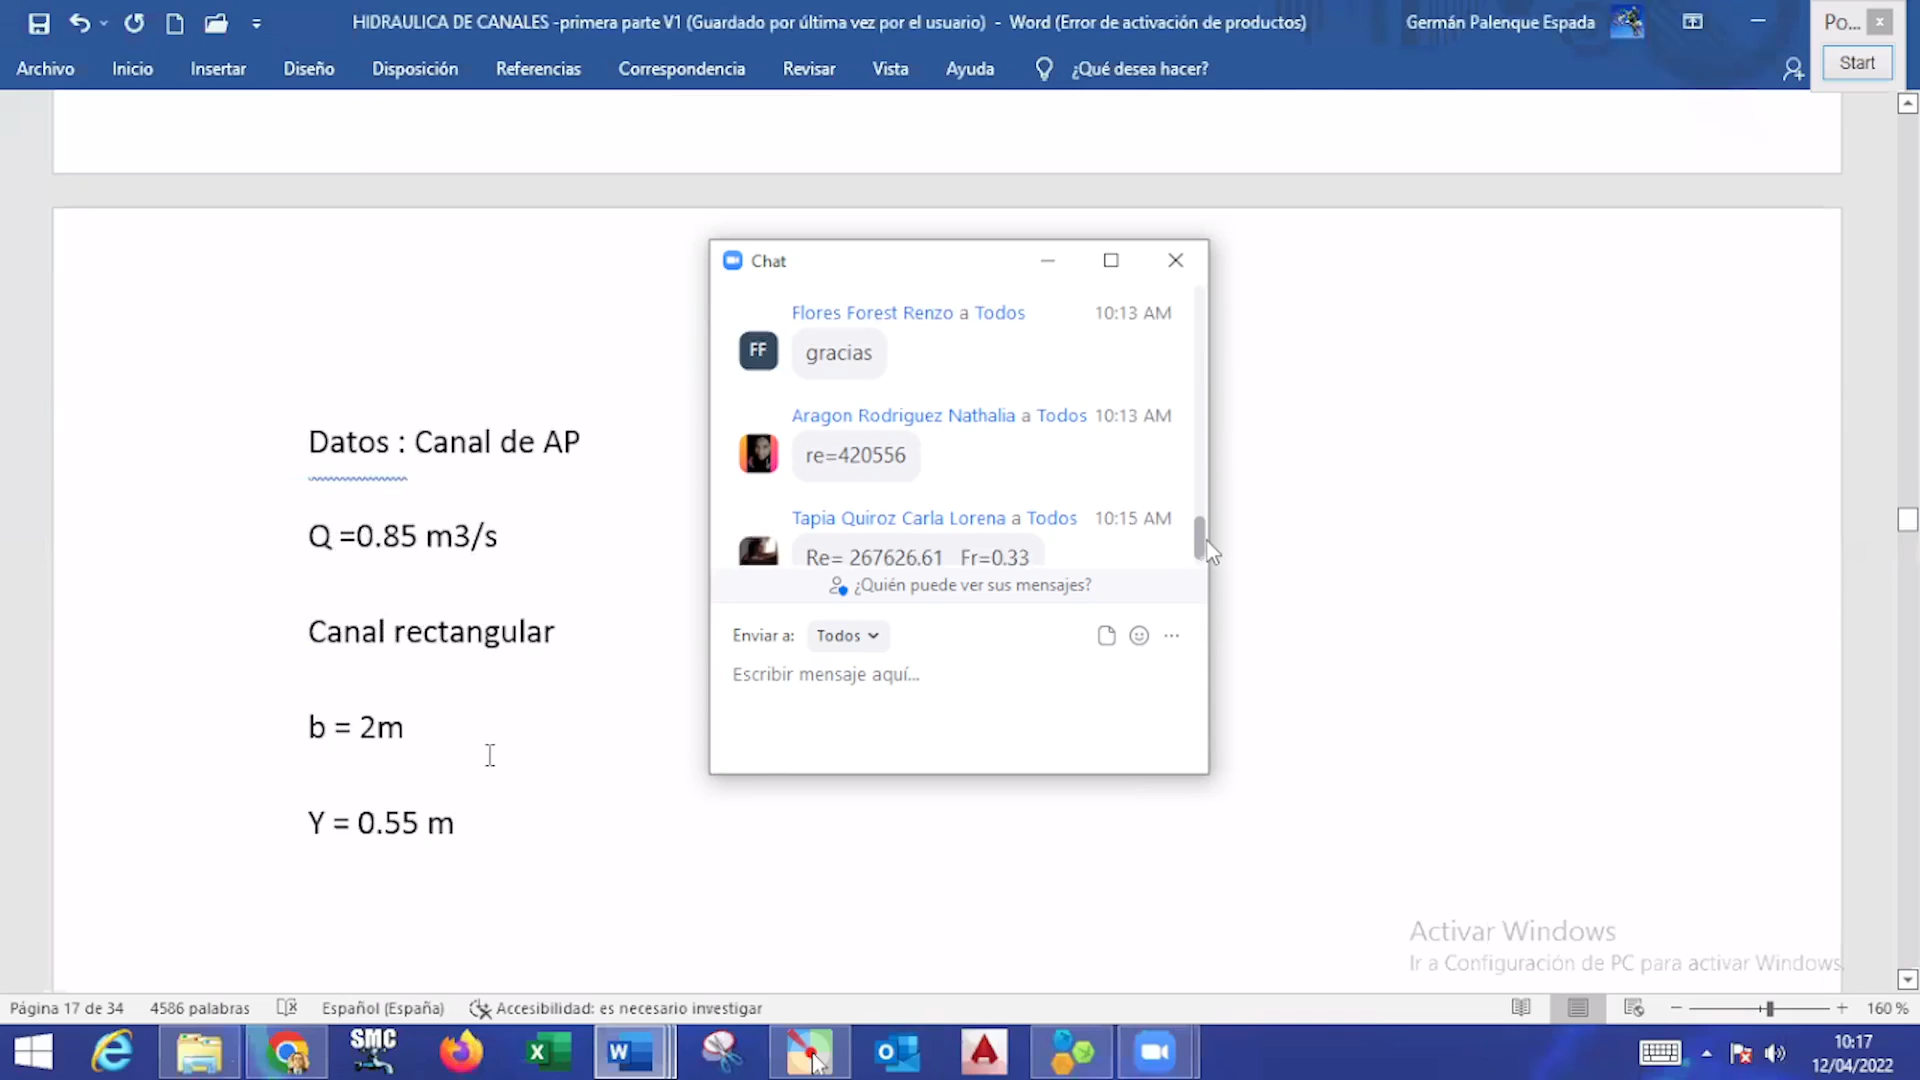 HIDRAULICA DE CANALES -primera parte V1 (Guardado por última vez por el usuario) - Word (Error de activación de productos)
Germán Palenque Espada
Po...
Start
Archivo Inicio Insertar Diseño Disposición Referencias Correspondencia Revisar Vista Ayuda ¿Qué desea hacer?
Chat
Flores Forest Renzo a Todos 10:13 AM
FF
gracias
Aragon Rodriguez Nathalia a Todos 10:13 AM
re=420556
Tapia Quiroz Carla Lorena a Todos 10:15 AM
Re= 267626.61 Fr=0.33
¿Quién puede ver sus mensajes?
Enviar a: Todos
Escribir mensaje aquí...
Datos : Canal de AP
Q =0.85 m3/s
Canal rectangular
b = 2m
Y = 0.55 m
Activar Windows
Ir a Configuración de PC para activar Windows.
Página 17 de 34 4586 palabras Español (España) Accesibilidad: es necesario investigar 160 %
SMC
10:17
12/04/2022